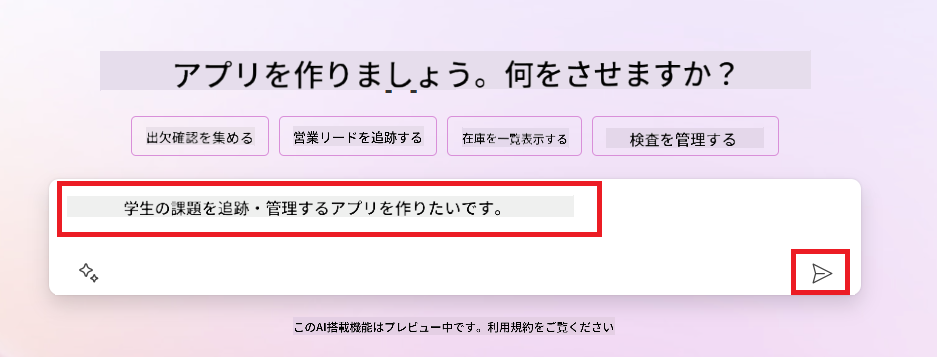 アプリを作りましょう。何をさせますか？
出欠確認を集める
営業リードを追跡する
在庫を一覧表示する
検査を管理する
学生の課題を追跡・管理するアプリを作りたいです。
このAI搭載機能はプレビュー中です。利用規約をご覧ください